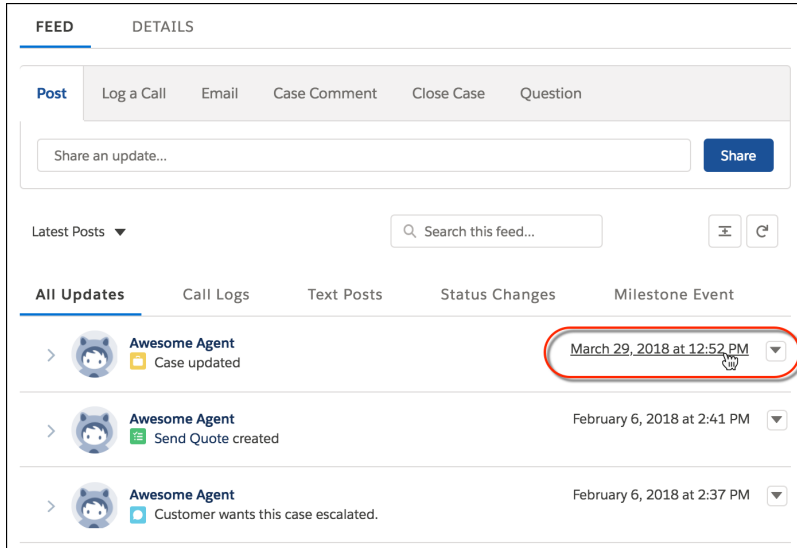 FEED DETAILS
Post Log a Call Email Case Comment Close Case Question
Share an update... Share
Latest Posts Search this feed...
All Updates Call Logs Text Posts Status Changes Milestone Event
Awesome Agent March 29, 2018 at 12:52 PM
Case updated
Awesome Agent February 6, 2018 at 2:41 PM
Send Quote created
Awesome Agent February 6, 2018 at 2:37 PM
Customer wants this case escalated.